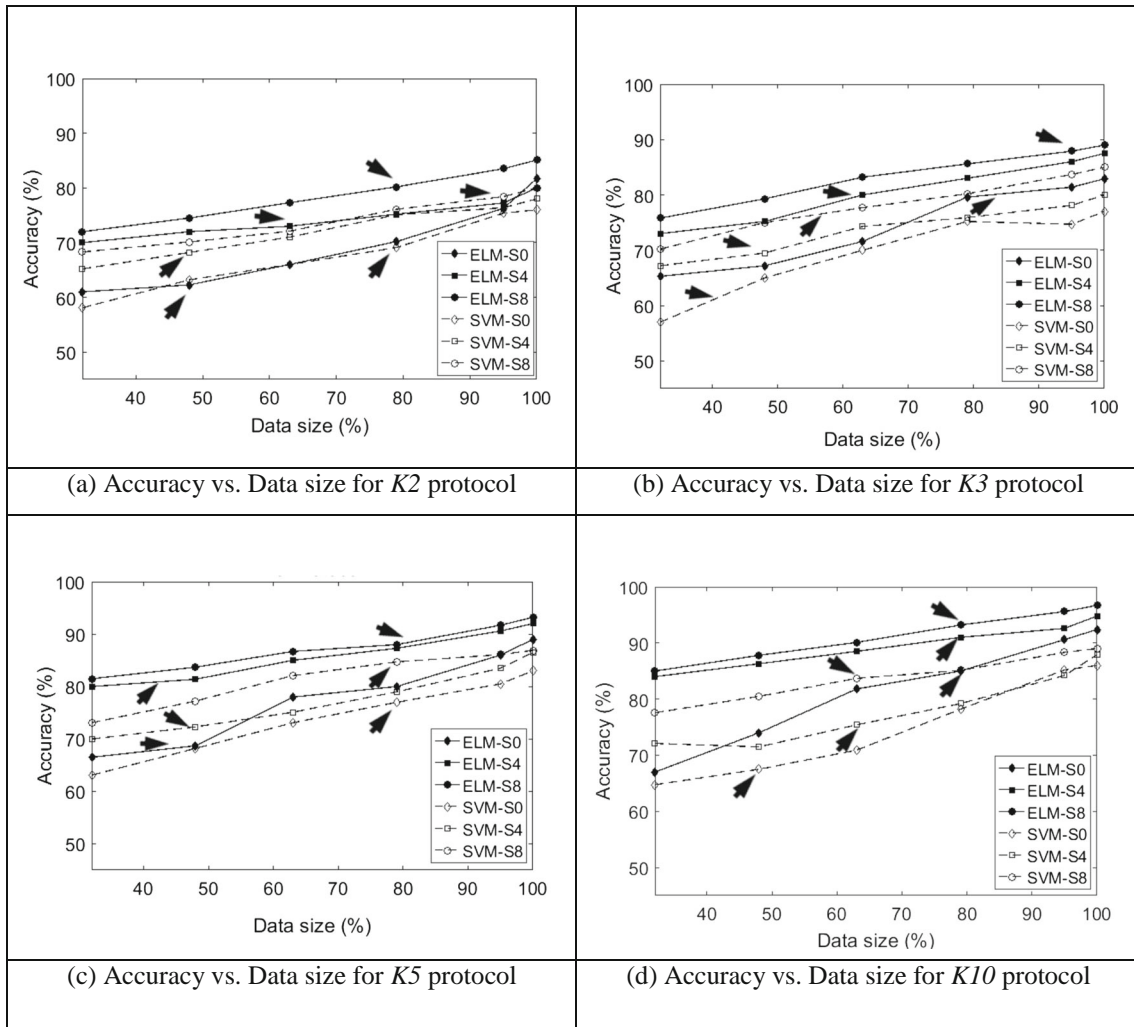 100
90
80
70
60
50
Accuracy (%)
40 50 60 70 80 90 100
Data size (%)
ELM-S0
ELM-S4
ELM-S8
SVM-S0
SVM-S4
SVM-S8
(a) Accuracy vs. Data size for K2 protocol
100
90
80
70
60
50
Accuracy (%)
40 50 60 70 80 90 100
Data size (%)
ELM-S0
ELM-S4
ELM-S8
SVM-S0
SVM-S4
SVM-S8
(b) Accuracy vs. Data size for K3 protocol
100
90
80
70
60
50
Accuracy (%)
40 50 60 70 80 90 100
Data size (%)
ELM-S0
ELM-S4
ELM-S8
SVM-S0
SVM-S4
SVM-S8
(c) Accuracy vs. Data size for K5 protocol
100
90
80
70
60
50
Accuracy (%)
40 50 60 70 80 90 100
Data size (%)
ELM-S0
ELM-S4
ELM-S8
SVM-S0
SVM-S4
SVM-S8
(d) Accuracy vs. Data size for K10 protocol